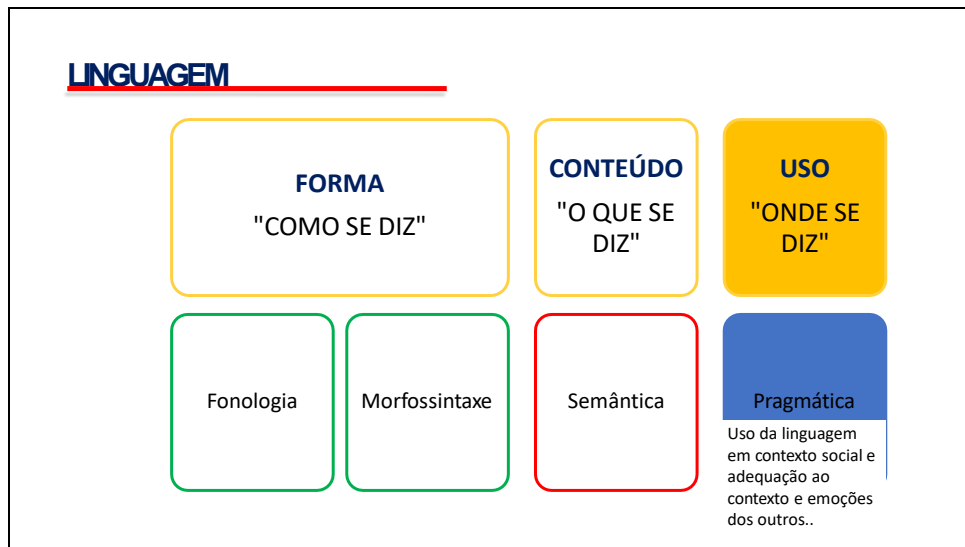 LINGUAGEM
FORMA
"COMO SE DIZ"
CONTEÚDO
"O QUE SE
DIZ"
USO
"ONDE SE
DIZ"
Fonologia
Morfossintaxe
Semântica
Pragmática
Uso da linguagem
em contexto social e
adequação ao
contexto e emoções
dos outros..